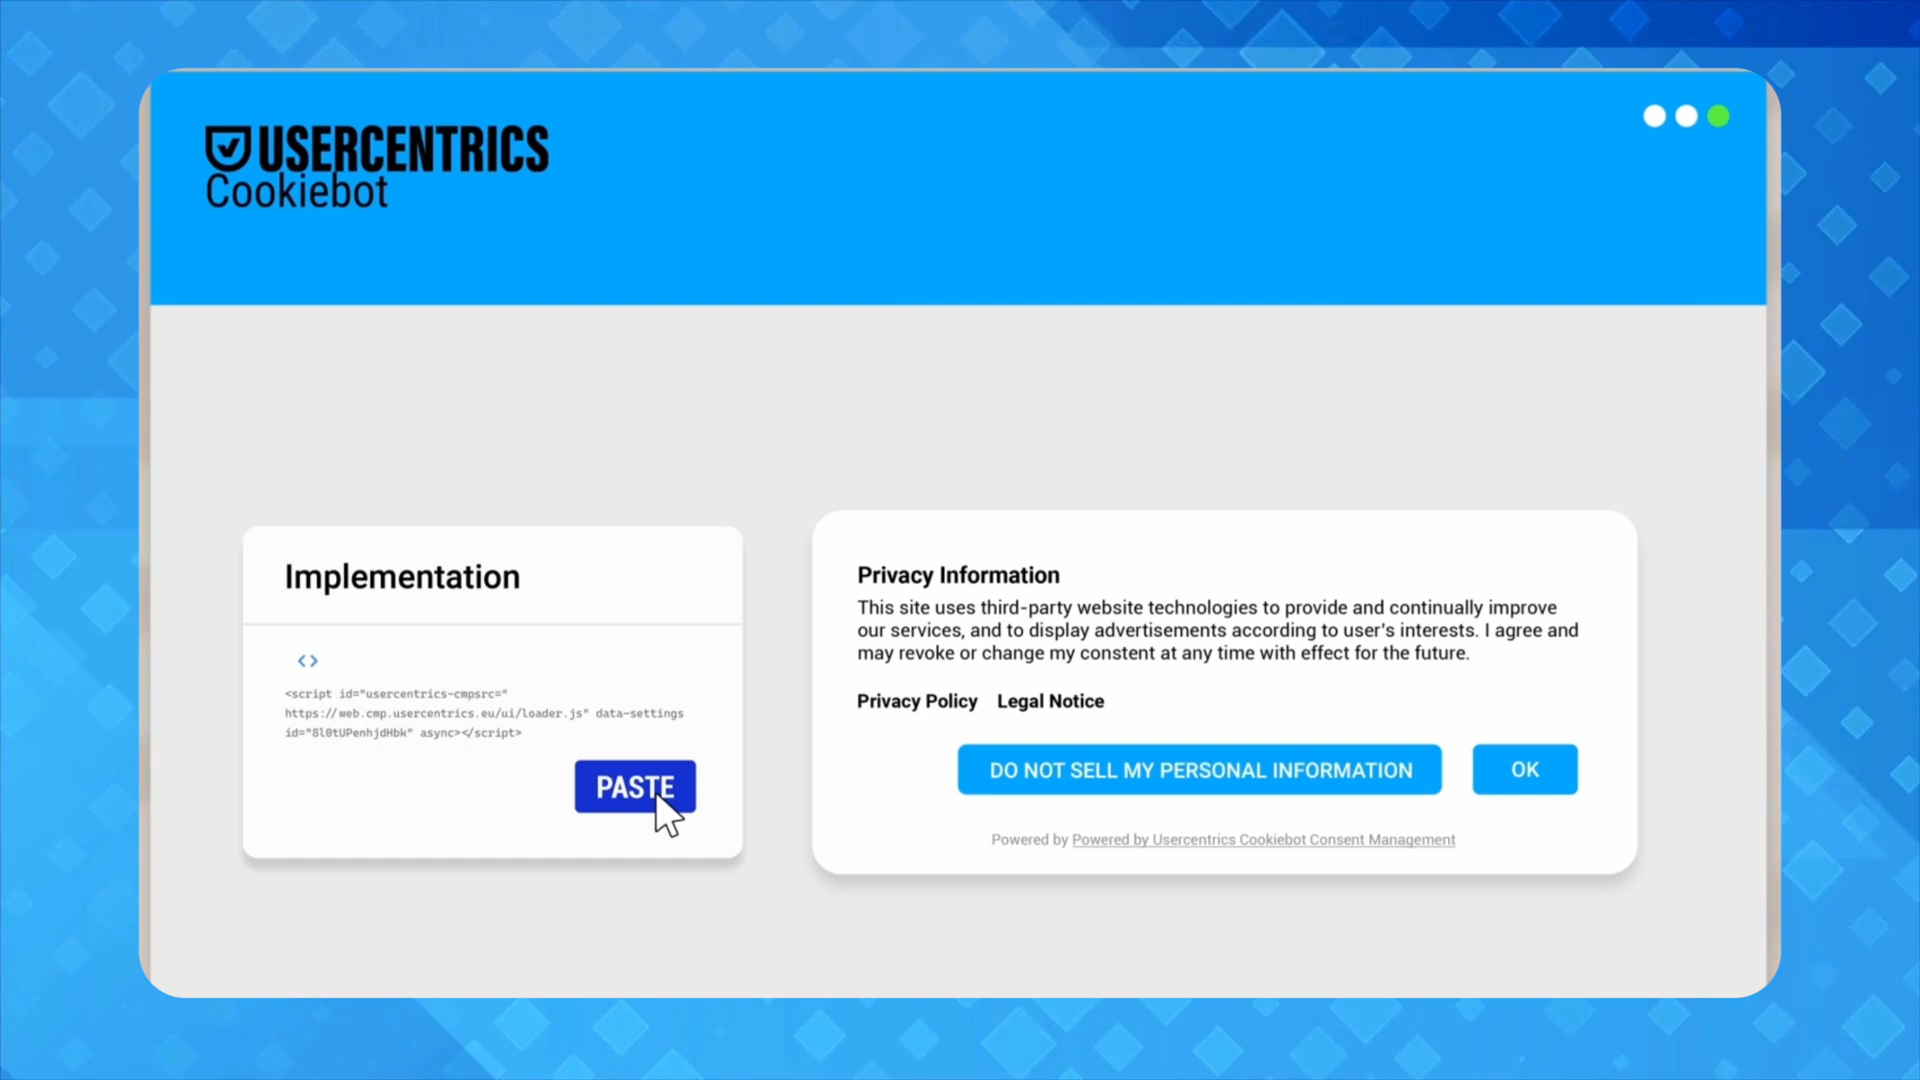 USERCENTRICS
Cookiebot
Implementation
<>
<script id="usercentrics-cmpsrc="
https://web.cmp.usercentrics.eu/ui/loader.js" data-settings
id="8l0tUPenhjdHbk" async></script>
PASTE
Privacy Information
This site uses third-party website technologies to provide and continually improve
our services, and to display advertisements according to user's interests. I agree and
may revoke or change my constent at any time with effect for the future.
Privacy Policy Legal Notice
DO NOT SELL MY PERSONAL INFORMATION OK
Powered by Powered by Usercentrics Cookiebot Consent Management